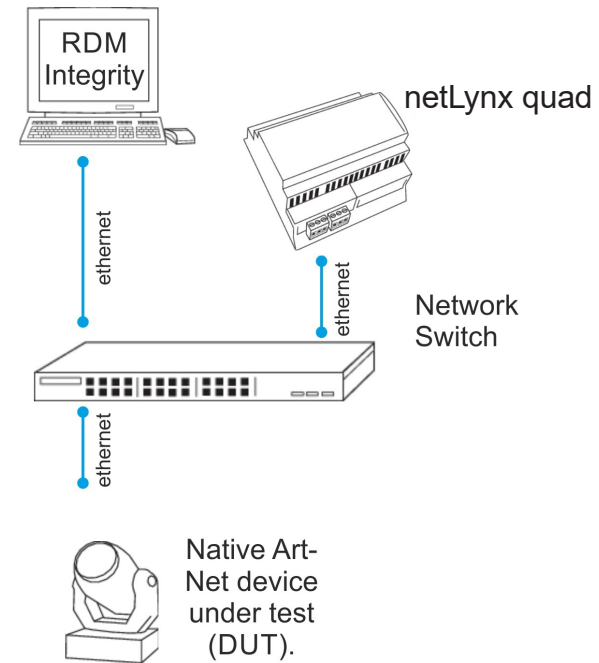 RDM
Integrity
netLynx quad
ethernet
ethernet
Network
Switch
ethernet
Native Art-
Net device
under test
(DUT).